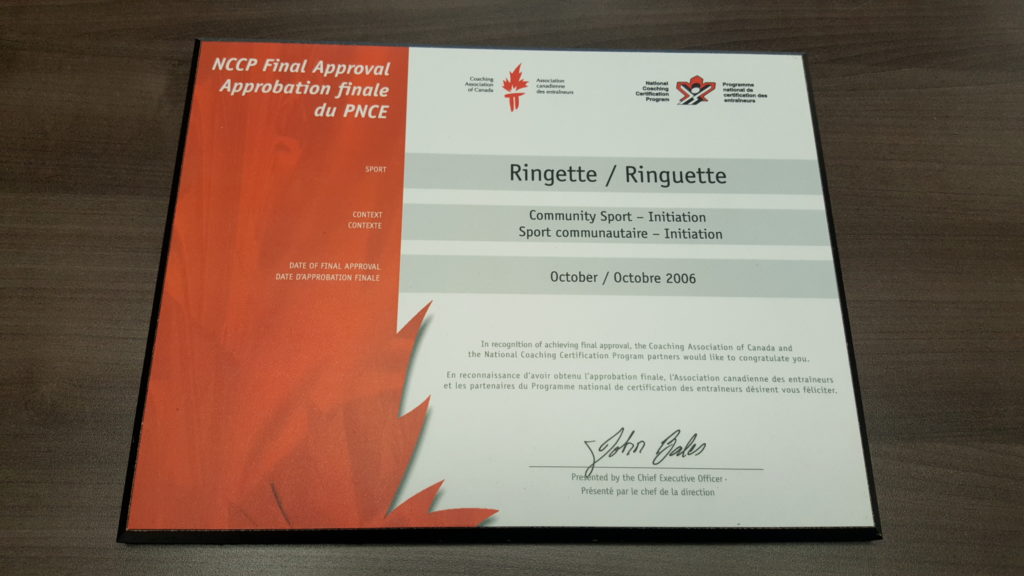 NCCP Final Approval
Approbation finale
du PNCE
Coaching
Association
of Canada
Association
canadienne
des entraîneurs
National
Coaching
Certification
Program
Programme
national de
certification des
entraîneurs
SPORT
Ringette / Ringuette
CONTEXT
CONTEXTE
Community Sport – Initiation
Sport communautaire – Initiation
DATE OF FINAL APPROVAL
DATE D'APPROBATION FINALE
October / Octobre 2006
In recognition of achieving final approval, the Coaching Association of Canada and
the National Coaching Certification Program partners would like to congratulate you.
En reconnaissance d'avoir obtenu l'approbation finale, l'Association canadienne des entraîneurs
et les partenaires du Programme national de certification des entraîneurs désirent vous féliciter.
John Bales
Presented by the Chief Executive Officer
Présenté par le chef de la direction